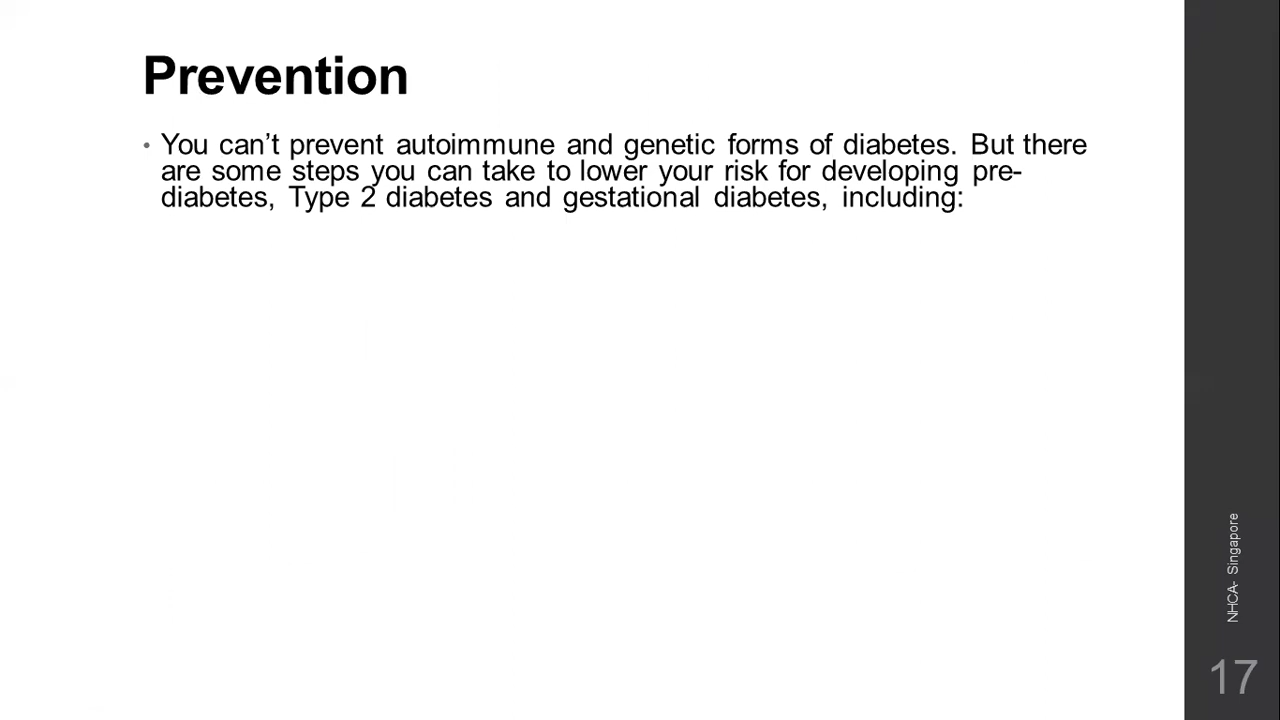 Prevention
• You can’t prevent autoimmune and genetic forms of diabetes. But there
are some steps you can take to lower your risk for developing pre-
diabetes, Type 2 diabetes and gestational diabetes, including:
NHCA- Singapore
17